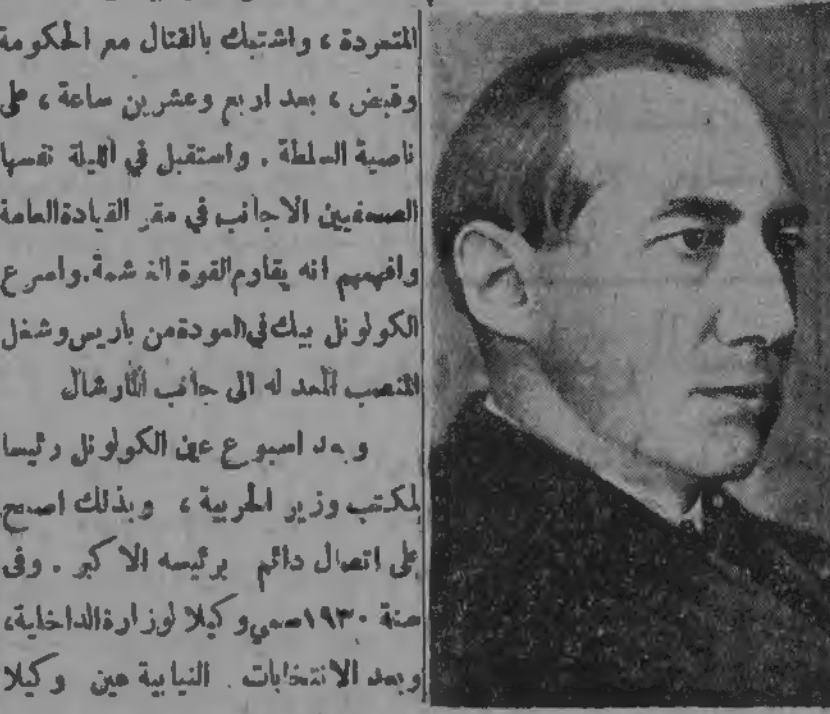 المتمردة ، واشتبك بالقتال مع الحكومة
وقبض ، بعد اربع وعشرين ساعة ، على
ناصية السلطة . واستقبل في الليلة نفسها
الصحفيين الاجانب في مقر القيادة العامة
وافهمهم انه يقاوم القوة الغاشمة . واسرع
الكولونل بيك في العودة من باريس وشغل
المنصب المعد له الى جانب المارشال
وبعد اسبوع عين الكولونل رئيسا
لمكتب وزير الحربية ، وبذلك اصبح
على اتصال دائم برئيسه الاكبر . وفى
سنة ١٩٣٠ سمي وكيلا لوزارة الداخلية ،
وبعد الانتخابات النيابية عين وكيلا